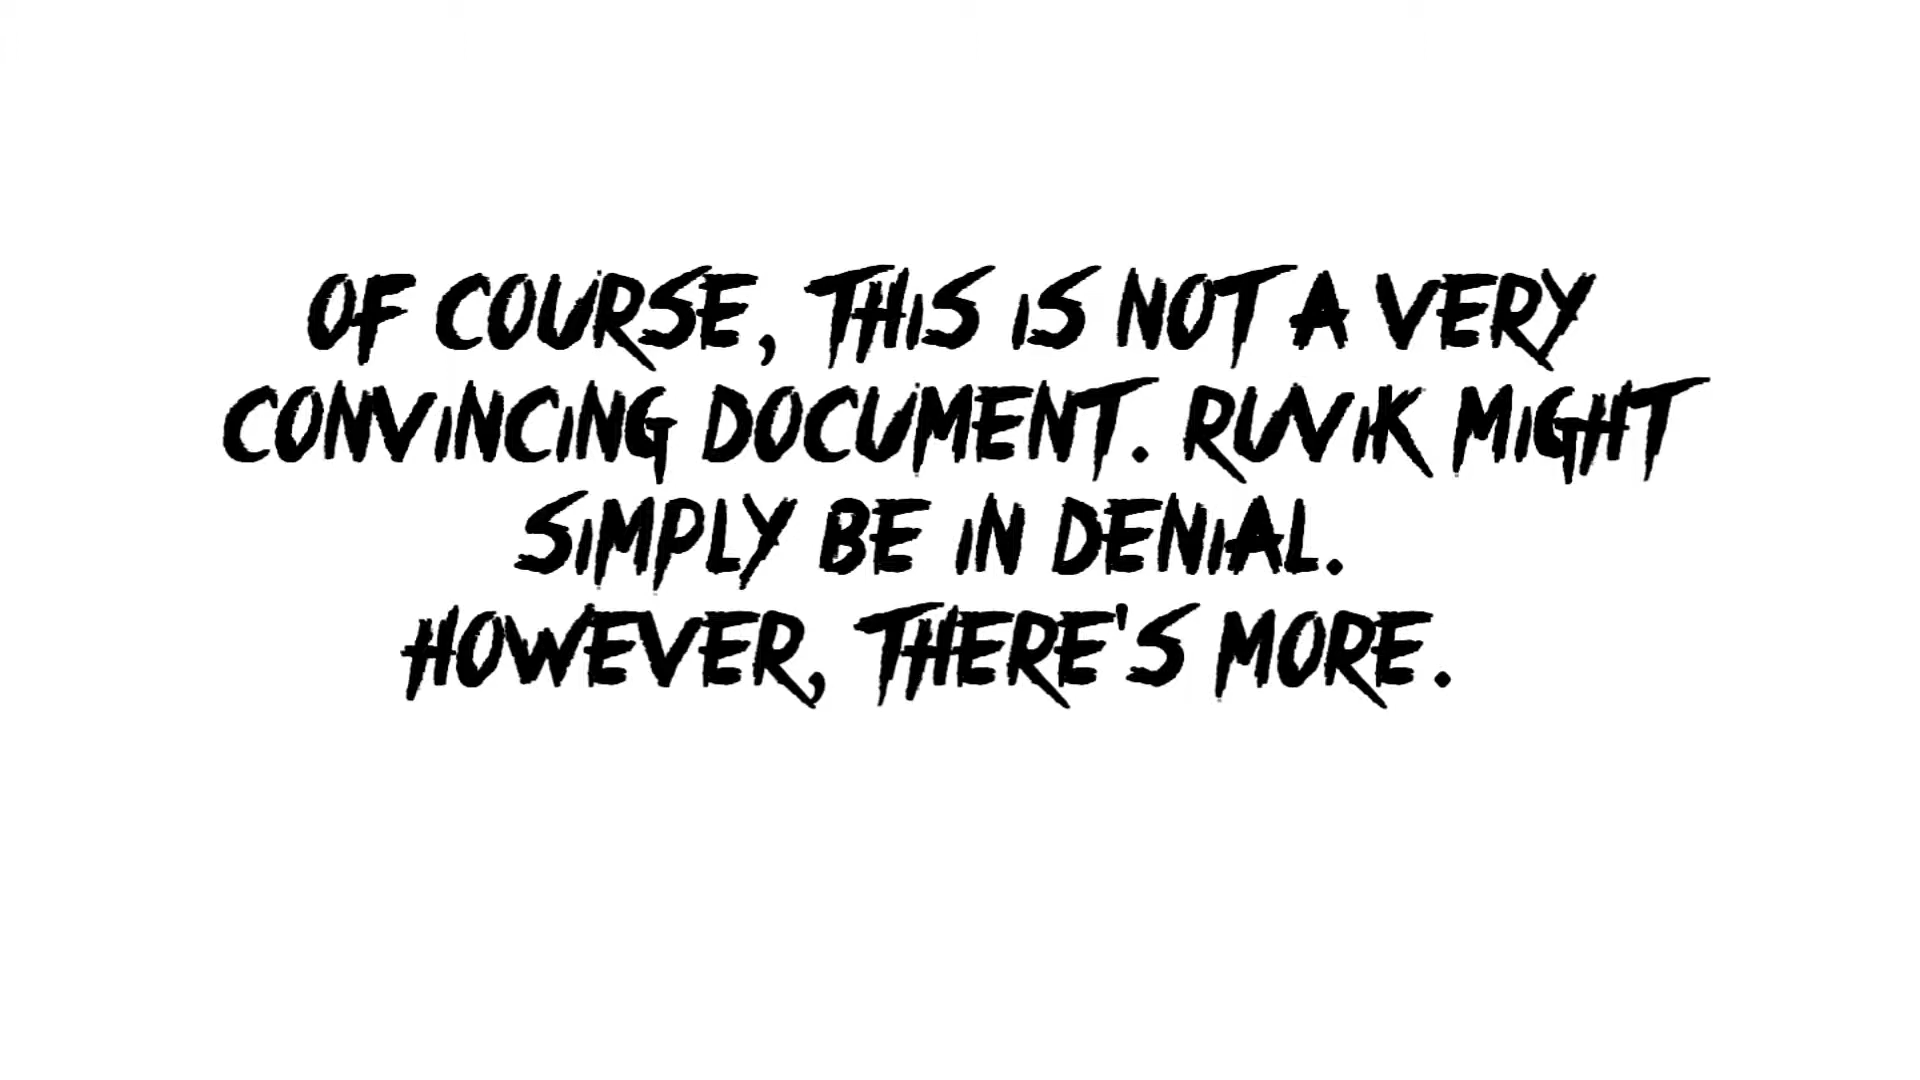 OF COURSE, THIS IS NOT A VERY
CONVINCING DOCUMENT. RUVIK MIGHT
SIMPLY BE IN DENIAL.
HOWEVER, THERE'S MORE.